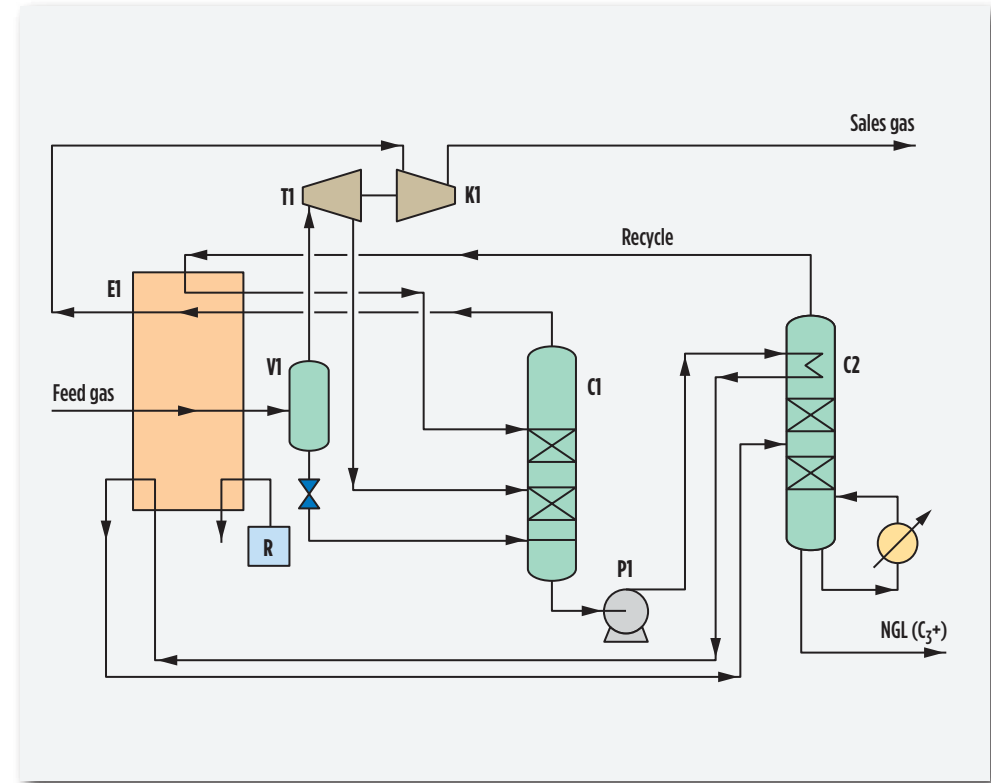 Sales gas
T1
K1
Recycle
E1
V1
C2
Feed gas
C1
R
P1
NGL (C₃+)